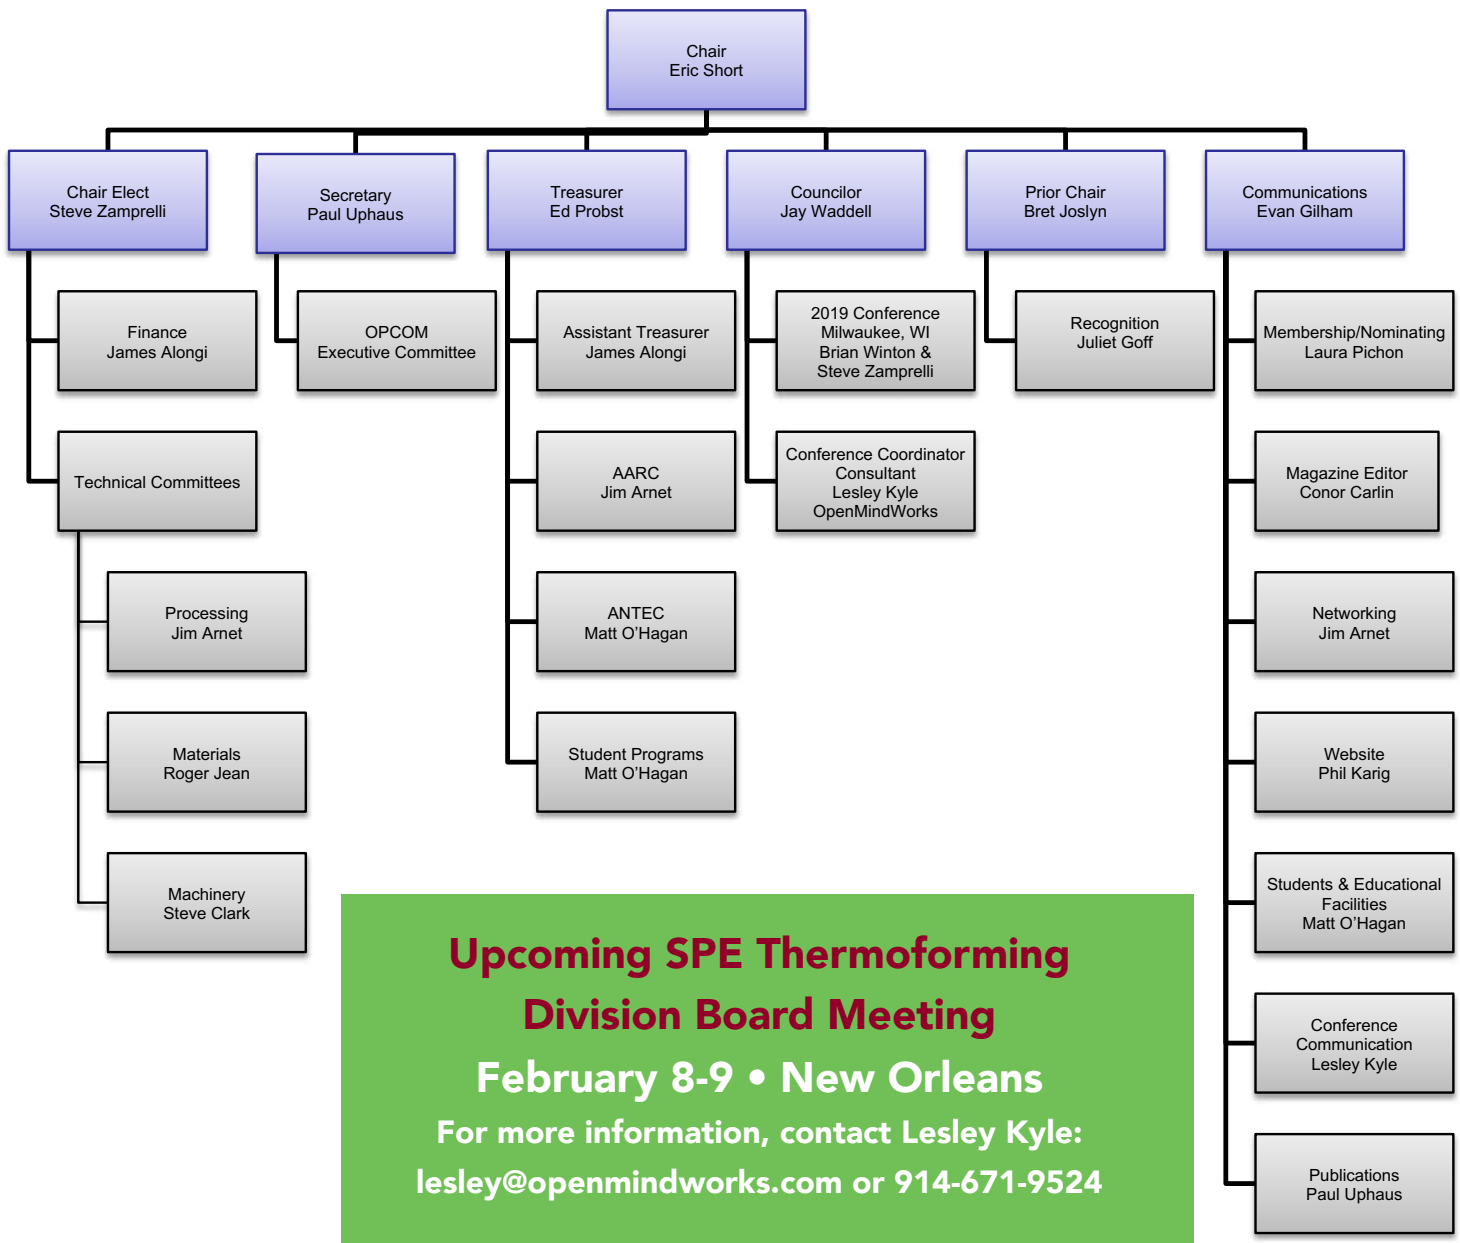 Chair
Eric Short
Chair Elect
Steve Zamprelli
Secretary
Paul Uphaus
Treasurer
Ed Probst
Councilor
Jay Waddell
Prior Chair
Bret Joslyn
Communications
Evan Gilham
Finance
James Alongi
OPCOM
Executive Committee
Assistant Treasurer
James Alongi
2019 Conference
Milwaukee, WI
Brian Winton &
Steve Zamprelli
Recognition
Juliet Goff
Membership/Nominating
Laura Pichon
Technical Committees
AARC
Jim Arnet
Conference Coordinator
Consultant
Lesley Kyle
OpenMindWorks
Magazine Editor
Conor Carlin
Processing
Jim Arnet
ANTEC
Matt O’Hagan
Networking
Jim Arnet
Materials
Roger Jean
Student Programs
Matt O’Hagan
Website
Phil Karig
Machinery
Steve Clark
Students & Educational
Facilities
Matt O’Hagan
Conference
Communication
Lesley Kyle
Publications
Paul Uphaus
Upcoming SPE Thermoforming
Division Board Meeting
February 8-9 • New Orleans
For more information, contact Lesley Kyle:
lesley@openmindworks.com or 914-671-9524